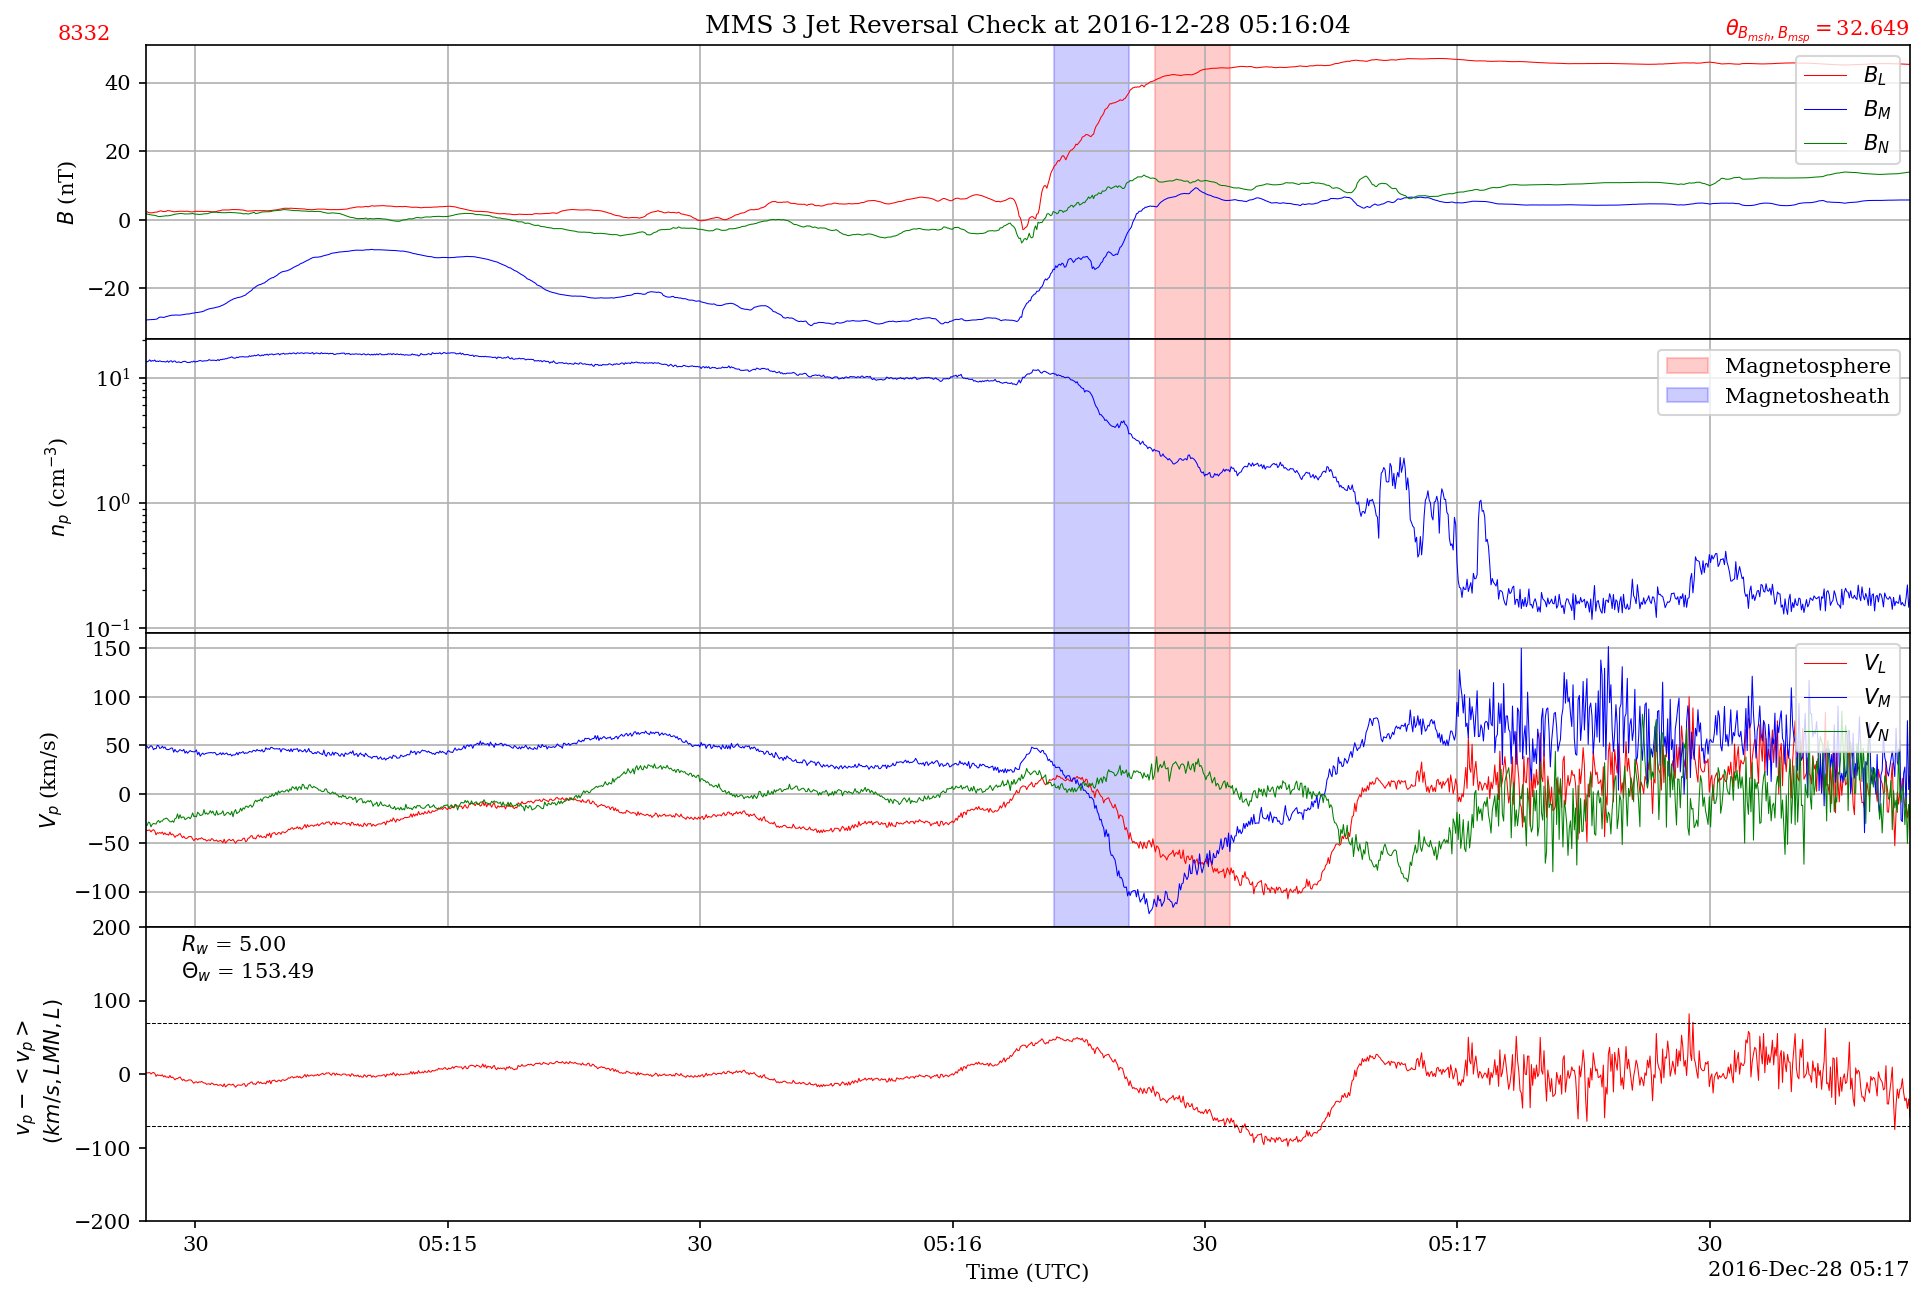 MMS 3 Jet Reversal Check at 2016-12-28 05:16:04
8332
θ_{B_{msh}, B_{msp}} = 32.649
40
20
0
−20
B (nT)
B_L
B_M
B_N
10^1
10^0
10^{−1}
n_p (cm^{−3})
Magnetosphere
Magnetosheath
150
100
50
0
−50
−100
V_p (km/s)
V_L
V_M
V_N
200
100
0
−100
−200
v_p − < v_p >
(km/s, LMN, L)
R_w = 5.00
Θ_w = 153.49
30
05:15
30
05:16
30
05:17
30
Time (UTC)
2016-Dec-28 05:17